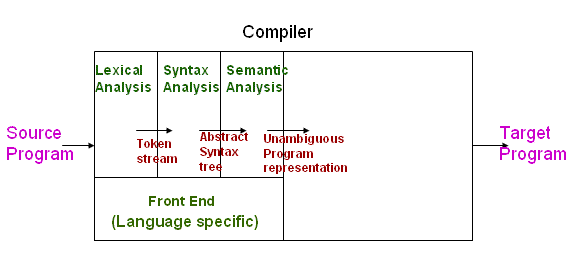 Compiler
Lexical
Analysis
Syntax
Analysis
Semantic
Analysis
Source
Program
Token
stream
Abstract
Syntax
tree
Unambiguous
Program
representation
Target
Program
Front End
(Language specific)